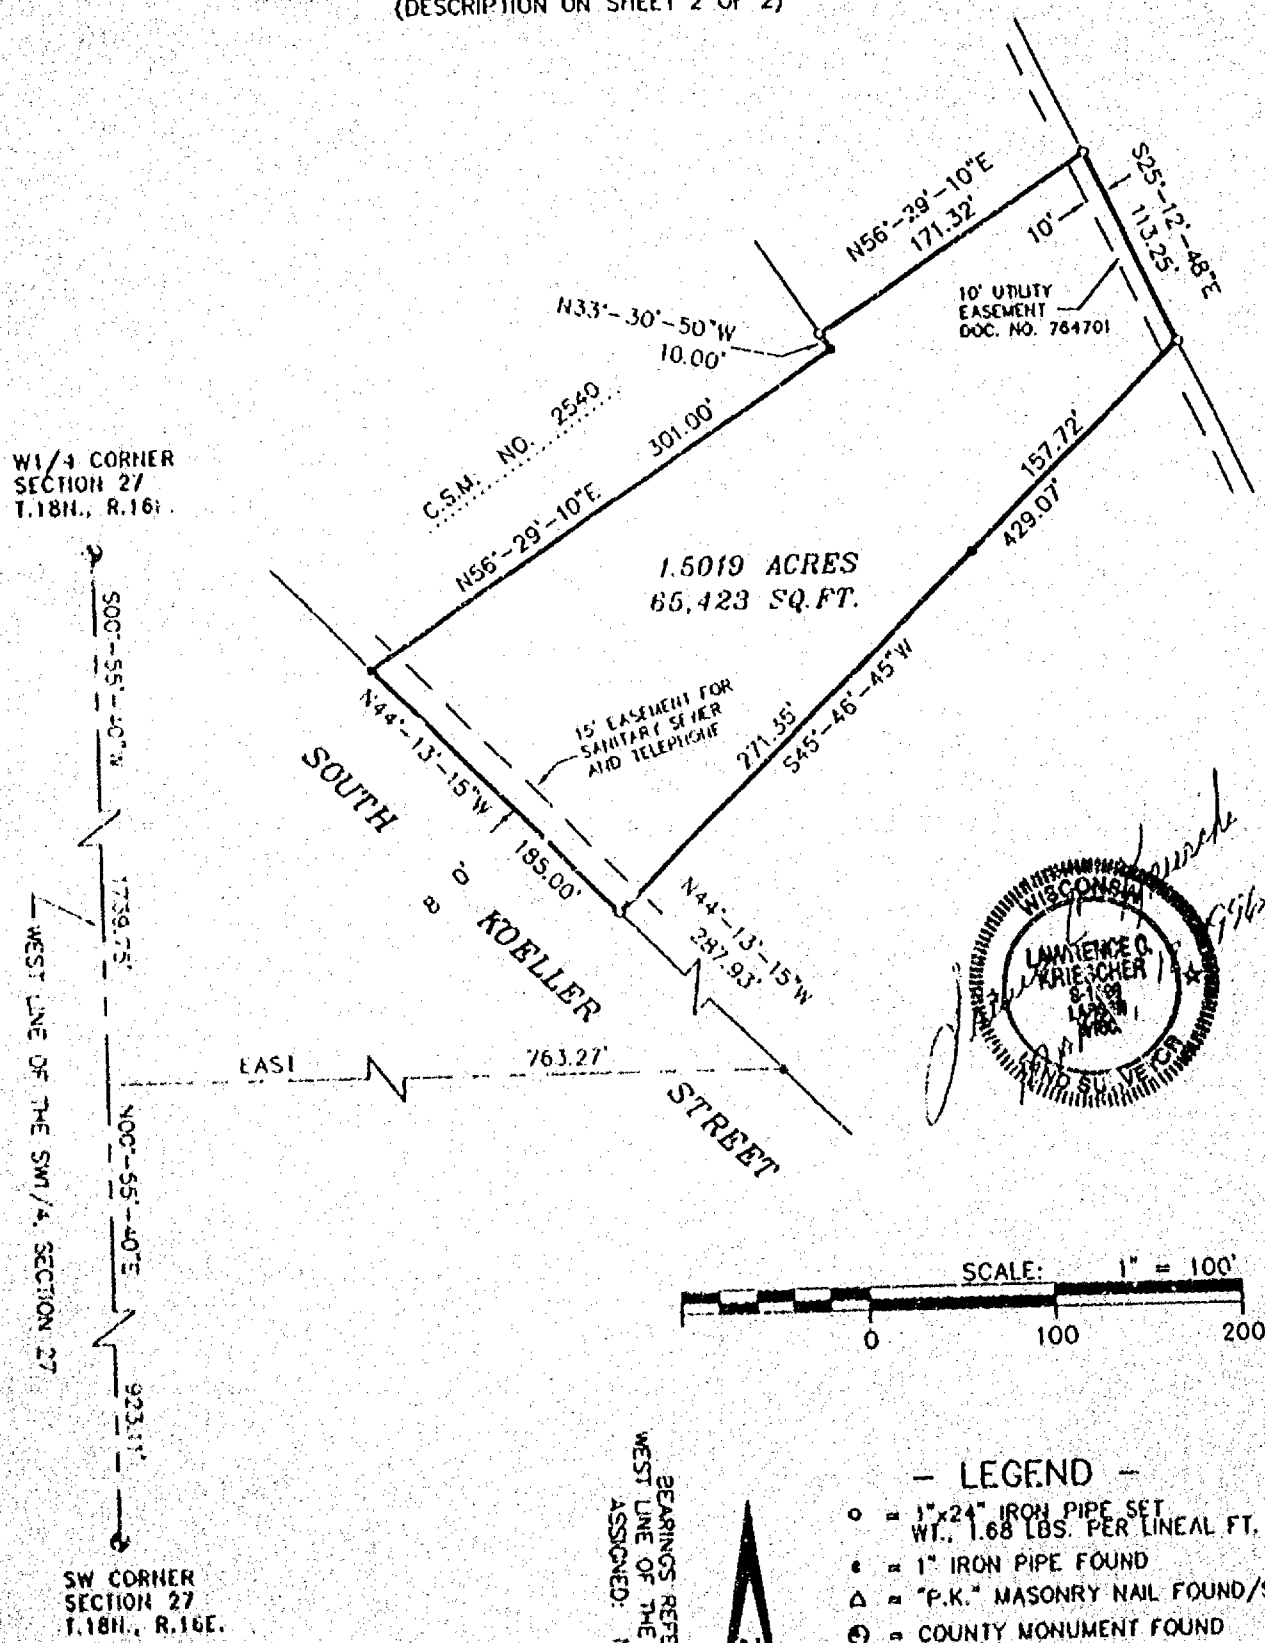 (DESCRIPTION ON SHEET 2 OF 2)
S25°-12'-48"E
113.25'
N56°-29'-10"E
171.32'
10'
10' UTILITY
EASEMENT
DOC. NO. 764701
N33°-30'-50"W
10.00'
C.S.M. NO. 2540
301.00'
N56°-29'-10"E
157.72'
429.07'
W1/4 CORNER
SECTION 27
T.18N., R.16E.
1.5019 ACRES
65,423 SQ.FT.
S00°-55'-40"W
271.35'
S45°-46'-45"W
15' EASEMENT FOR
SANITARY SEWER
AND TELEPHONE
N44°-13'-15"W
185.00'
SOUTH KOELLER STREET
80'
N44°-13'-15"W
287.93'
WEST LINE OF THE SW1/4, SECTION 27
EAST 763.27'
N00°-55'-40"E
WISCONSIN
LAWRENCE C.
KRIESCHER
LAND SURVEYOR
SCALE: 1" = 100'
0 100 200
SW CORNER
SECTION 27
T.18N., R.16E.
BEARINGS
WEST LINE OF THE
ASSIGNED:
- LEGEND -
o = 1"x24" IRON PIPE SET
WT., 1.68 LBS. PER LINEAL FT.
• = 1" IRON PIPE FOUND
△ = "P.K." MASONRY NAIL FOUND/
= COUNTY MONUMENT FOUND